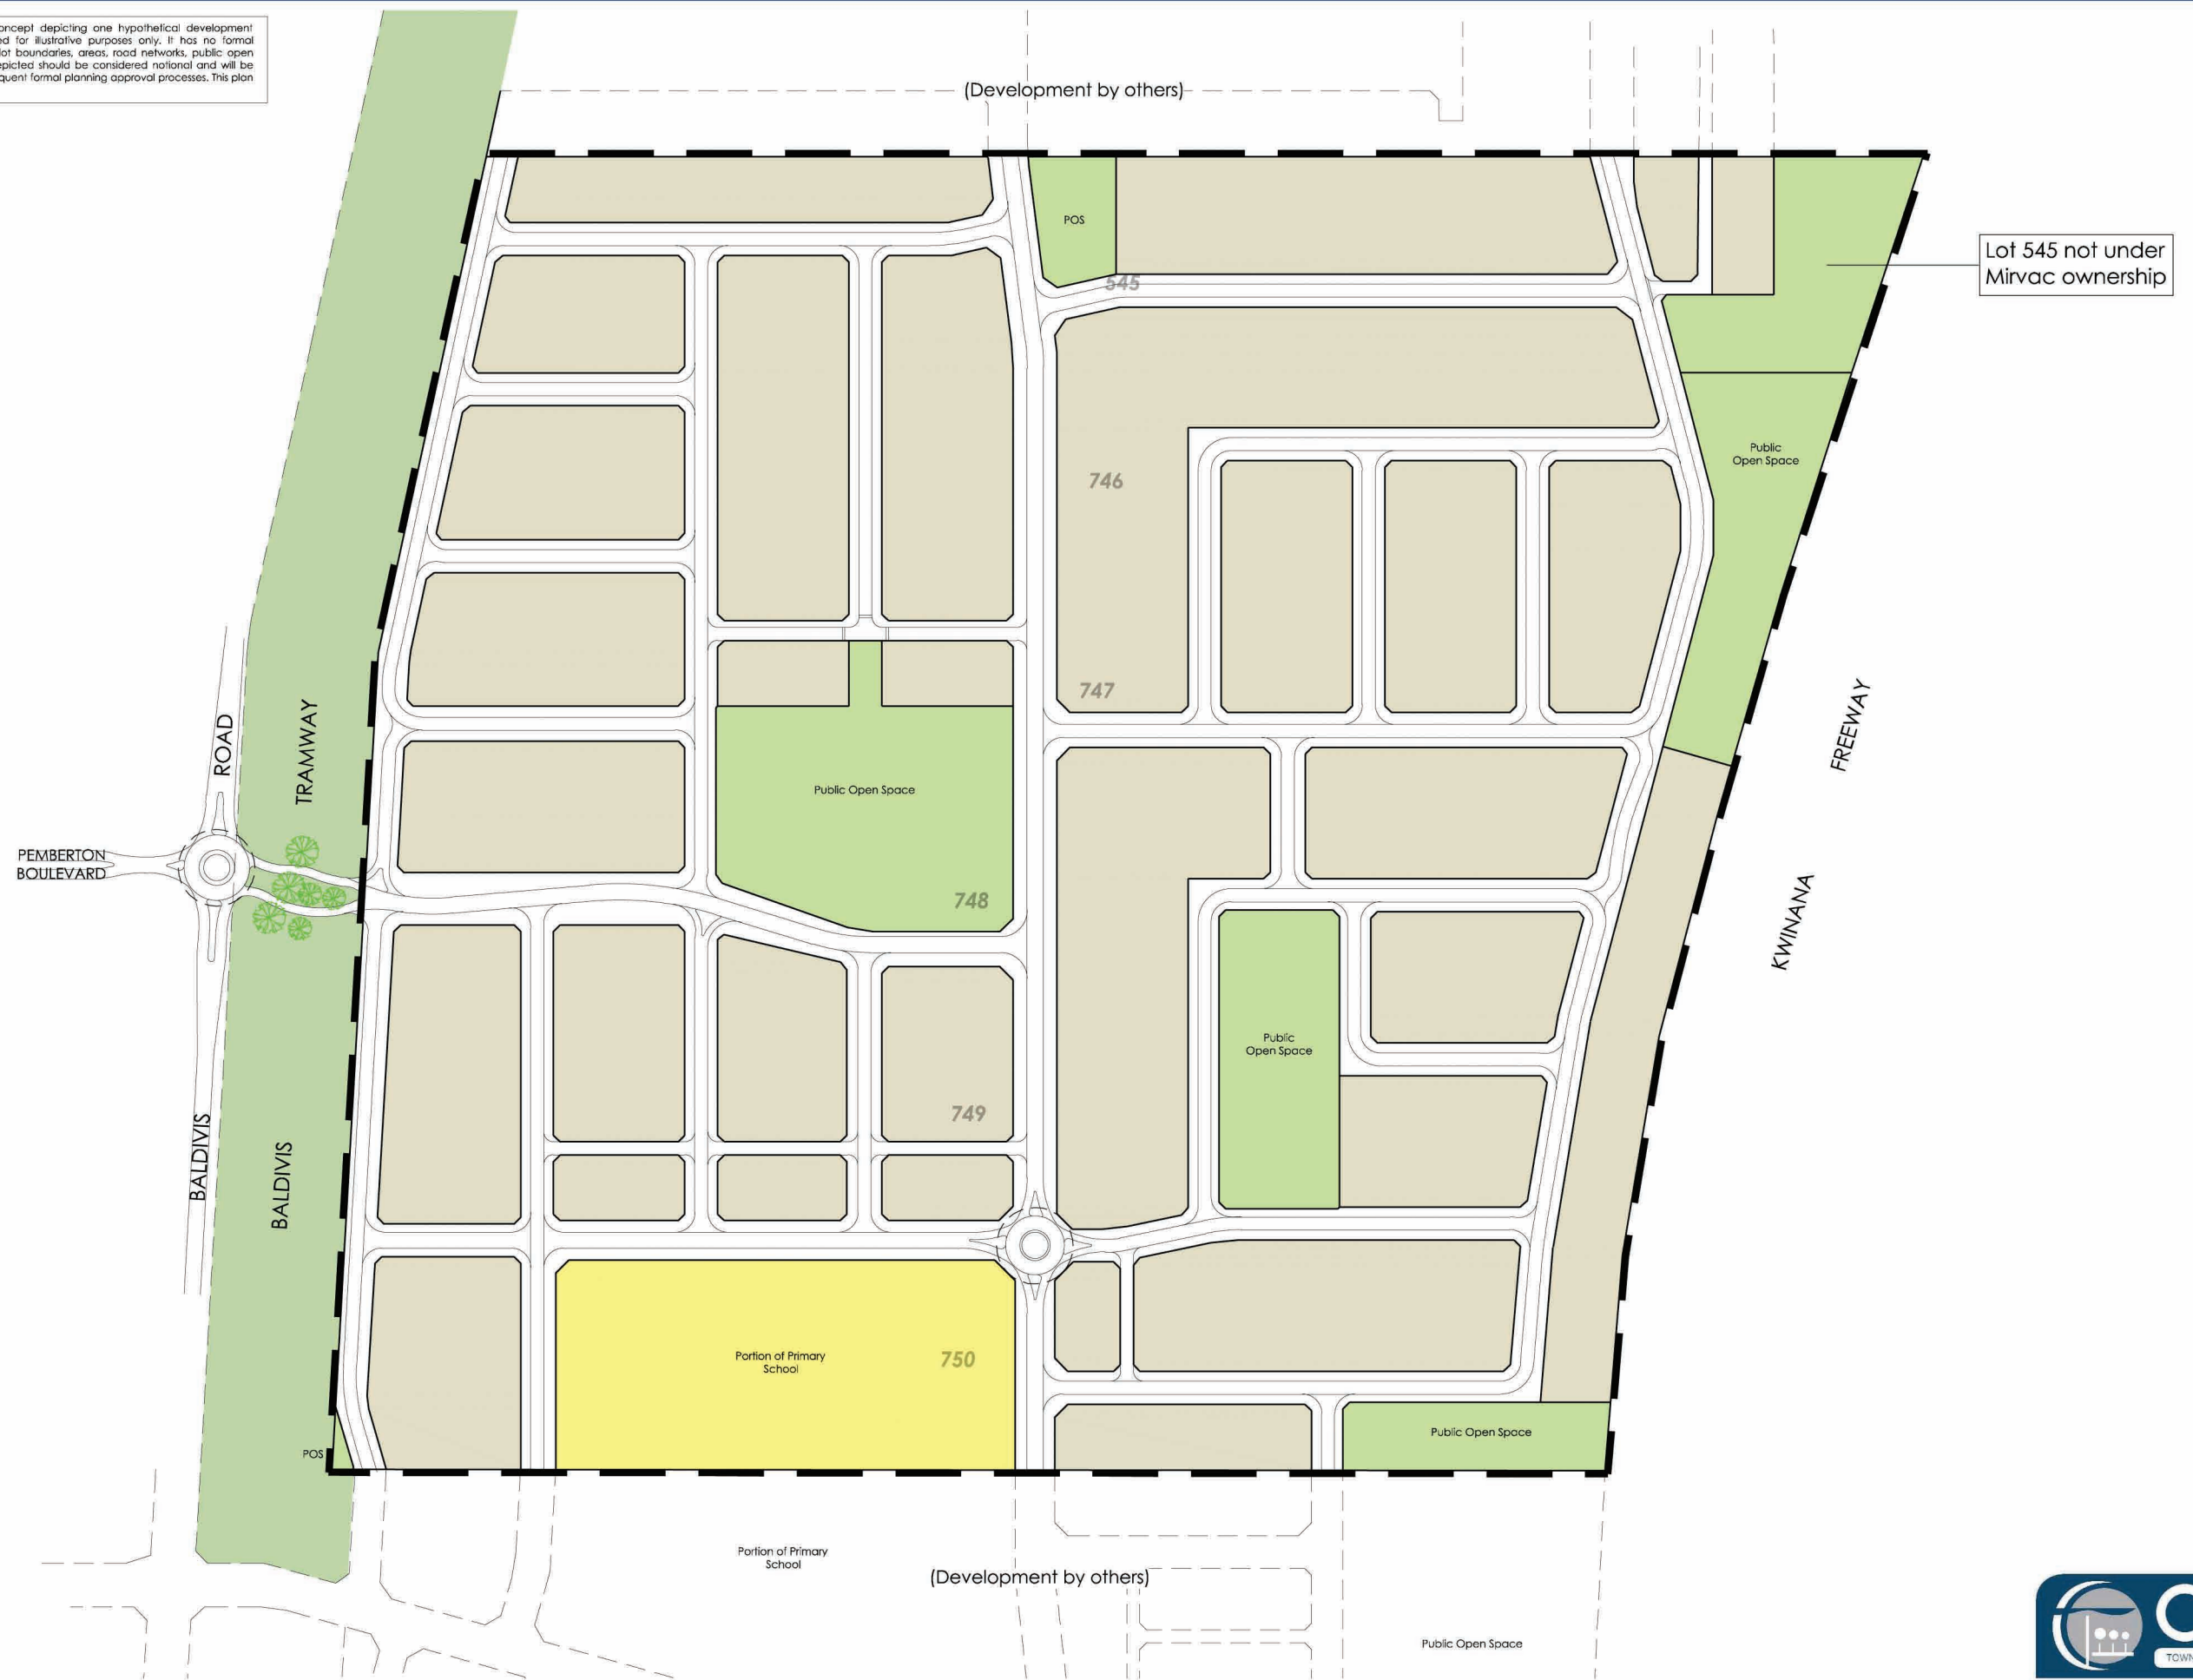 oncept depicting one hypothetical development
ed for illustrative purposes only. It has no formal
lot boundaries, areas, road networks, public open
epicted should be considered notional and will be
quent formal planning approval processes. This plan
(Development by others)
POS
545
Lot 545 not under
Mirvac ownership
Public
Open Space
746
747
ROAD
TRAMWAY
FREEWAY
Public Open Space
PEMBERTON
BOULEVARD
748
KWINANA
Public
Open Space
749
BALDIVIS
BALDIVIS
Portion of Primary
School
750
Public Open Space
POS
Portion of Primary
School
(Development by others)
Public Open Space
TOWN